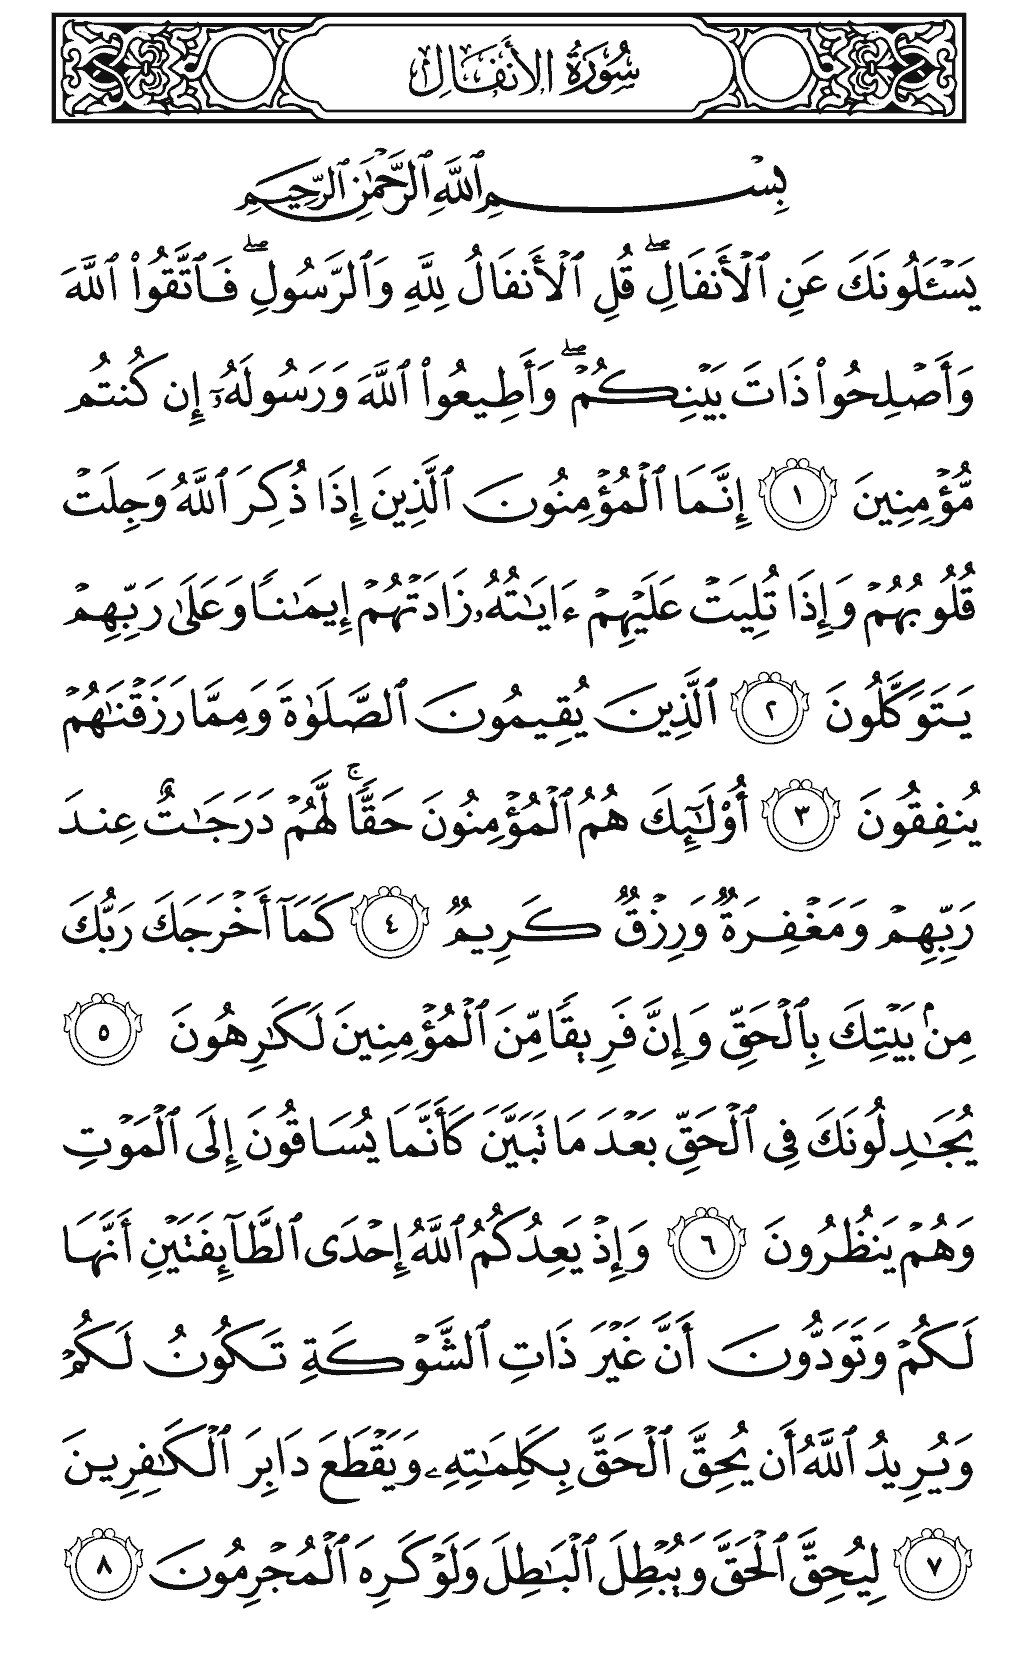 سُورَةُ الأَنفَالِ
بِسْمِ ٱللَّهِ ٱلرَّحْمَٰنِ ٱلرَّحِيمِ
يَسْـَٔلُونَكَ عَنِ ٱلْأَنفَالِۖ قُلِ ٱلْأَنفَالُ لِلَّهِ وَٱلرَّسُولِۖ فَٱتَّقُوا۟ ٱللَّهَ
وَأَصْلِحُوا۟ ذَاتَ بَيْنِكُمْۖ وَأَطِيعُوا۟ ٱللَّهَ وَرَسُولَهُۥٓ إِن كُنتُم
مُّؤْمِنِينَ ١ إِنَّمَا ٱلْمُؤْمِنُونَ ٱلَّذِينَ إِذَا ذُكِرَ ٱللَّهُ وَجِلَتْ
قُلُوبُهُمْ وَإِذَا تُلِيَتْ عَلَيْهِمْ ءَايَٰتُهُۥ زَادَتْهُمْ إِيمَٰنًا وَعَلَىٰ رَبِّهِمْ
يَتَوَكَّلُونَ ٢ ٱلَّذِينَ يُقِيمُونَ ٱلصَّلَوٰةَ وَمِمَّا رَزَقْنَٰهُمْ
يُنفِقُونَ ٣ أُو۟لَٰٓئِكَ هُمُ ٱلْمُؤْمِنُونَ حَقًّاۚ لَّهُمْ دَرَجَٰتٌ عِندَ
رَبِّهِمْ وَمَغْفِرَةٌ وَرِزْقٌ كَرِيمٌ ٤ كَمَآ أَخْرَجَكَ رَبُّكَ
مِنۢ بَيْتِكَ بِٱلْحَقِّ وَإِنَّ فَرِيقًا مِّنَ ٱلْمُؤْمِنِينَ لَكَٰرِهُونَ ٥
يُجَٰدِلُونَكَ فِى ٱلْحَقِّ بَعْدَ مَا تَبَيَّنَ كَأَنَّمَا يُسَاقُونَ إِلَى ٱلْمَوْتِ
وَهُمْ يَنظُرُونَ ٦ وَإِذْ يَعِدُكُمُ ٱللَّهُ إِحْدَى ٱلطَّآئِفَتَيْنِ أَنَّهَا
لَكُمْ وَتَوَدُّونَ أَنَّ غَيْرَ ذَاتِ ٱلشَّوْكَةِ تَكُونُ لَكُمْ
وَيُرِيدُ ٱللَّهُ أَن يُحِقَّ ٱلْحَقَّ بِكَلِمَٰتِهِۦ وَيَقْطَعَ دَابِرَ ٱلْكَٰفِرِينَ
٧ لِيُحِقَّ ٱلْحَقَّ وَيُبْطِلَ ٱلْبَٰطِلَ وَلَوْ كَرِهَ ٱلْمُجْرِمُونَ ٨